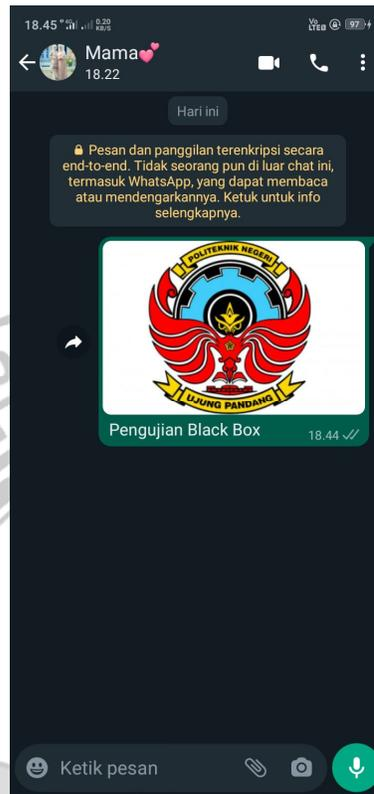 18.45
0.20
KB/S
Vo
LTEB
97
Mama
18.22
Hari ini
Pesan dan panggilan terenkripsi secara
end-to-end. Tidak seorang pun di luar chat ini,
termasuk WhatsApp, yang dapat membaca
atau mendengarkannya. Ketuk untuk info
selengkapnya.
POLITEKNIK NEGERI
UJUNG PANDANG
Pengujian Black Box
18.44
Ketik pesan